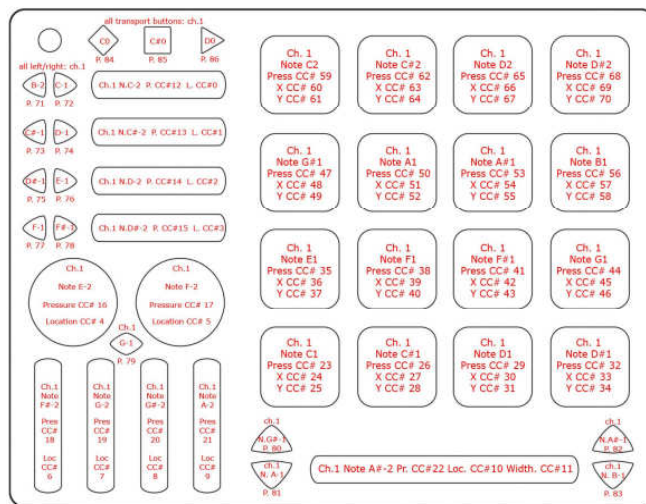 all transport buttons: ch.1
C0
C#0
D0
P. 84
P. 85
P. 86
all left/right: ch.1
B-2
C-1
P. 71
P. 72
Ch.1 N.C-2 P. CC#12 L. CC#0
C#-1
D-1
P. 73
P. 74
Ch.1 N.C#-2 P. CC#13 L. CC#1
D#-1
E-1
P. 75
P. 76
Ch.1 N.D-2 P. CC#14 L. CC#2
F-1
F#-1
P. 77
P. 78
Ch.1 N.D#-2 P. CC#15 L. CC#3
Ch. 1
Note C2
Press CC# 59
X CC# 60
Y CC# 61
Ch. 1
Note C#2
Press CC# 62
X CC# 63
Y CC# 64
Ch. 1
Note D2
Press CC# 65
X CC# 66
Y CC# 67
Ch. 1
Note D#2
Press CC# 68
X CC# 69
Y CC# 70
Ch. 1
Note G#1
Press CC# 47
X CC# 48
Y CC# 49
Ch. 1
Note A1
Press CC# 50
X CC# 51
Y CC# 52
Ch. 1
Note A#1
Press CC# 53
X CC# 54
Y CC# 55
Ch. 1
Note B1
Press CC# 56
X CC# 57
Y CC# 58
Ch. 1
Note E1
Press CC# 35
X CC# 36
Y CC# 37
Ch. 1
Note F1
Press CC# 38
X CC# 39
Y CC# 40
Ch. 1
Note F#1
Press CC# 41
X CC# 42
Y CC# 43
Ch. 1
Note G1
Press CC# 44
X CC# 45
Y CC# 46
Ch. 1
Note C1
Press CC# 23
X CC# 24
Y CC# 25
Ch. 1
Note C#1
Press CC# 26
X CC# 27
Y CC# 28
Ch. 1
Note D1
Press CC# 29
X CC# 30
Y CC# 31
Ch. 1
Note D#1
Press CC# 32
X CC# 33
Y CC# 34
Ch.1
Note E-2
Pressure CC# 16
Location CC# 4
Ch.1
Note F-2
Pressure CC# 17
Location CC# 5
Ch.1
G-1
P. 79
Ch.1
Note
F#-2
Pres
CC#
18
Loc
CC#
6
Ch.1
Note
G-2
Pres
CC#
19
Loc
CC#
7
Ch.1
Note
G#-2
Pres
CC#
20
Loc
CC#
8
Ch.1
Note
A-2
Pres
CC#
21
Loc
CC#
9
ch.1
N.G#-1
P. 80
ch.1
N. A-1
P. 81
Ch.1 Note A#-2 Pr. CC#22 Loc. CC#10 Width. CC#11
ch.1
N.A#-1
P. 82
ch.1
N. B-1
P. 83